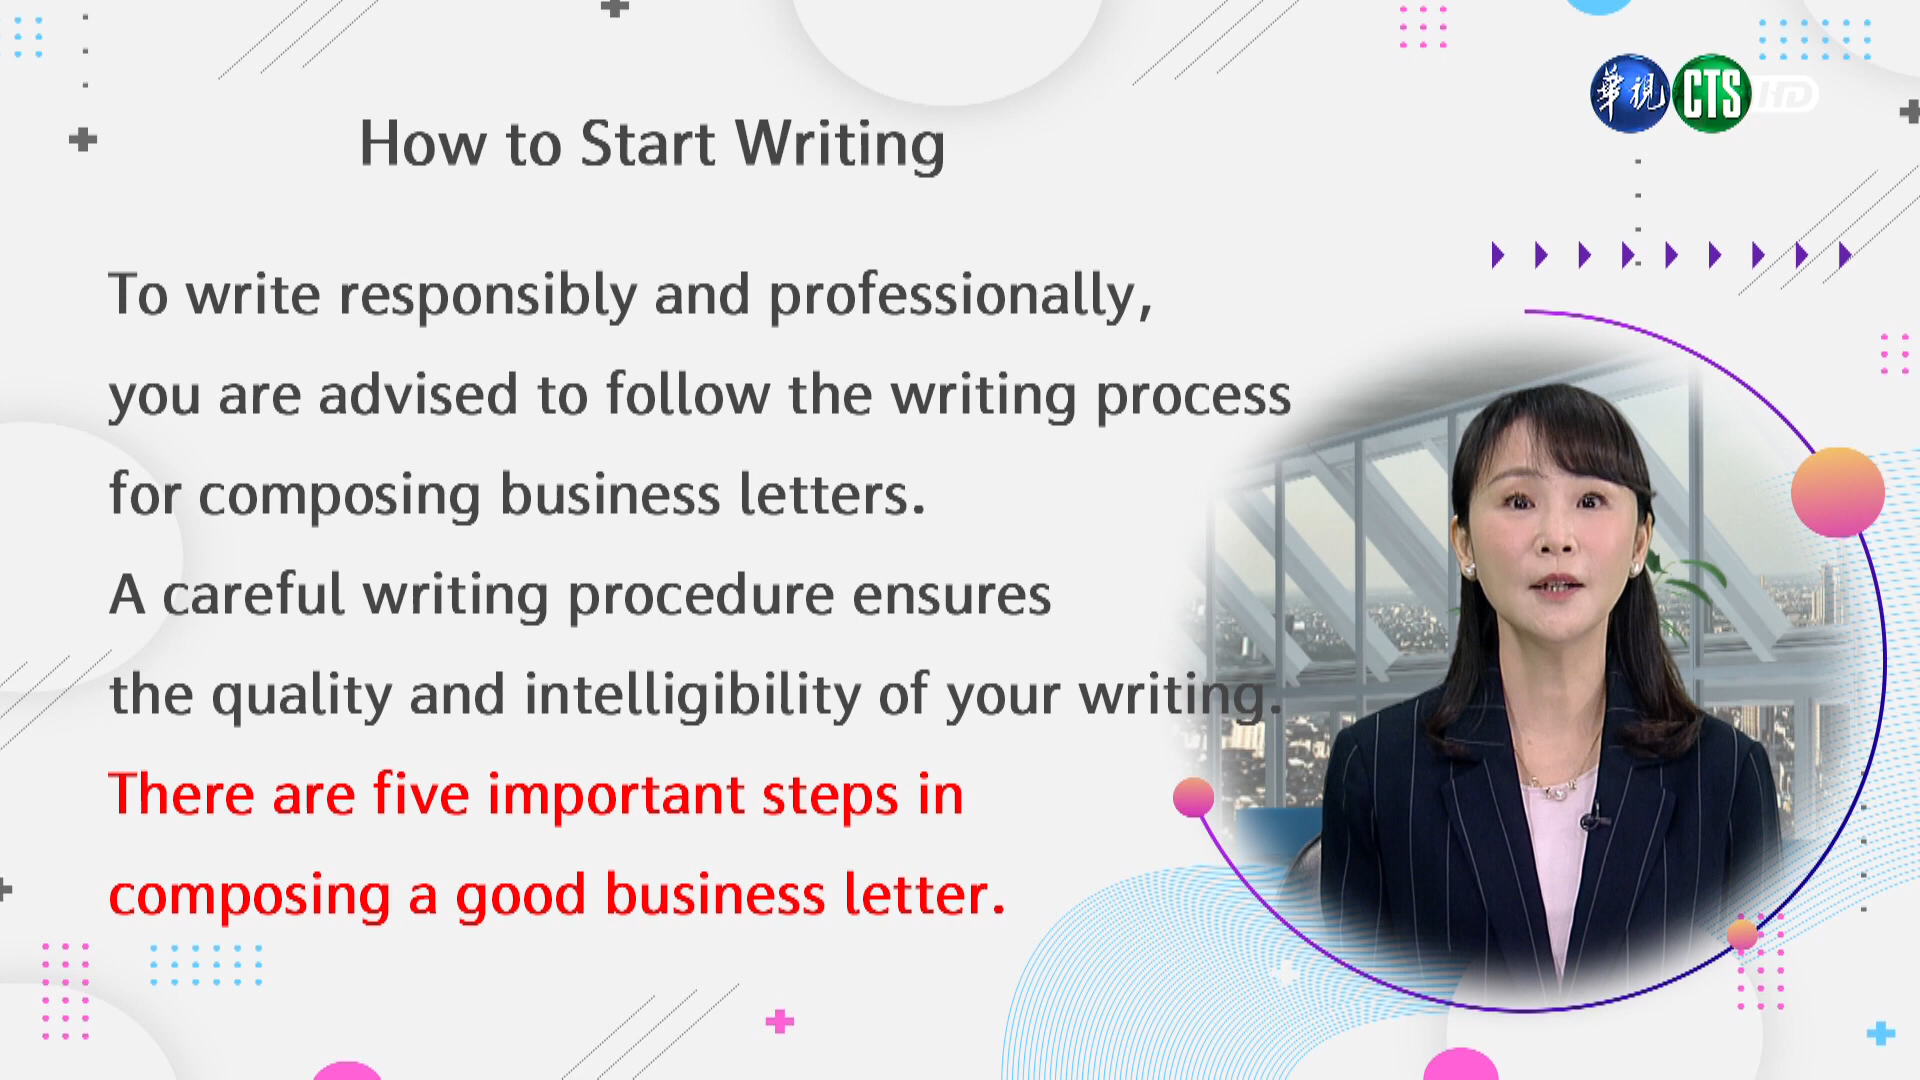 華視 CTS HD
How to Start Writing
To write responsibly and professionally,
you are advised to follow the writing process
for composing business letters.
A careful writing procedure ensures
the quality and intelligibility of your writing.
There are five important steps in
composing a good business letter.